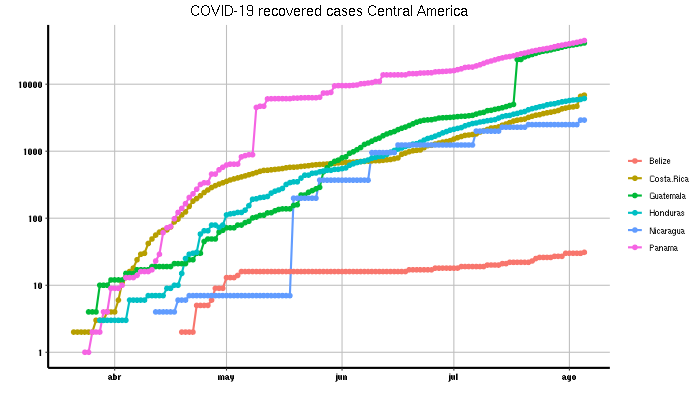 COVID-19 recovered cases Central America
10000
1000
100
10
1
abr may jun jul ago
Belize
Costa.Rica
Guatemala
Honduras
Nicaragua
Panama